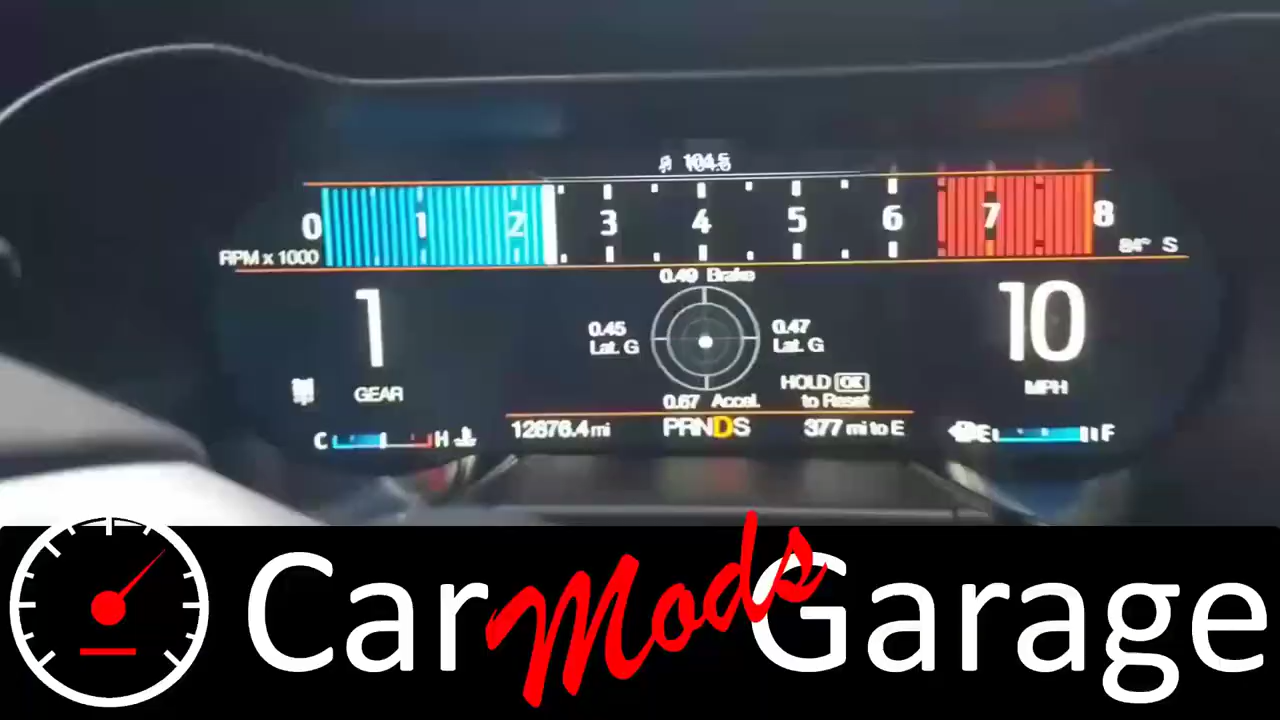 104.5
0 1 2 3 4 5 6 7 8
RPM x 1000
84° S
0.49 Brake
1
GEAR
0.45
Lat. G
0.47
Lat. G
10
MPH
HOLD OK
to Reset
0.67 Accel.
C H
12876.4 mi
PRNDS
377 mi to E
E F
Car Mods Garage